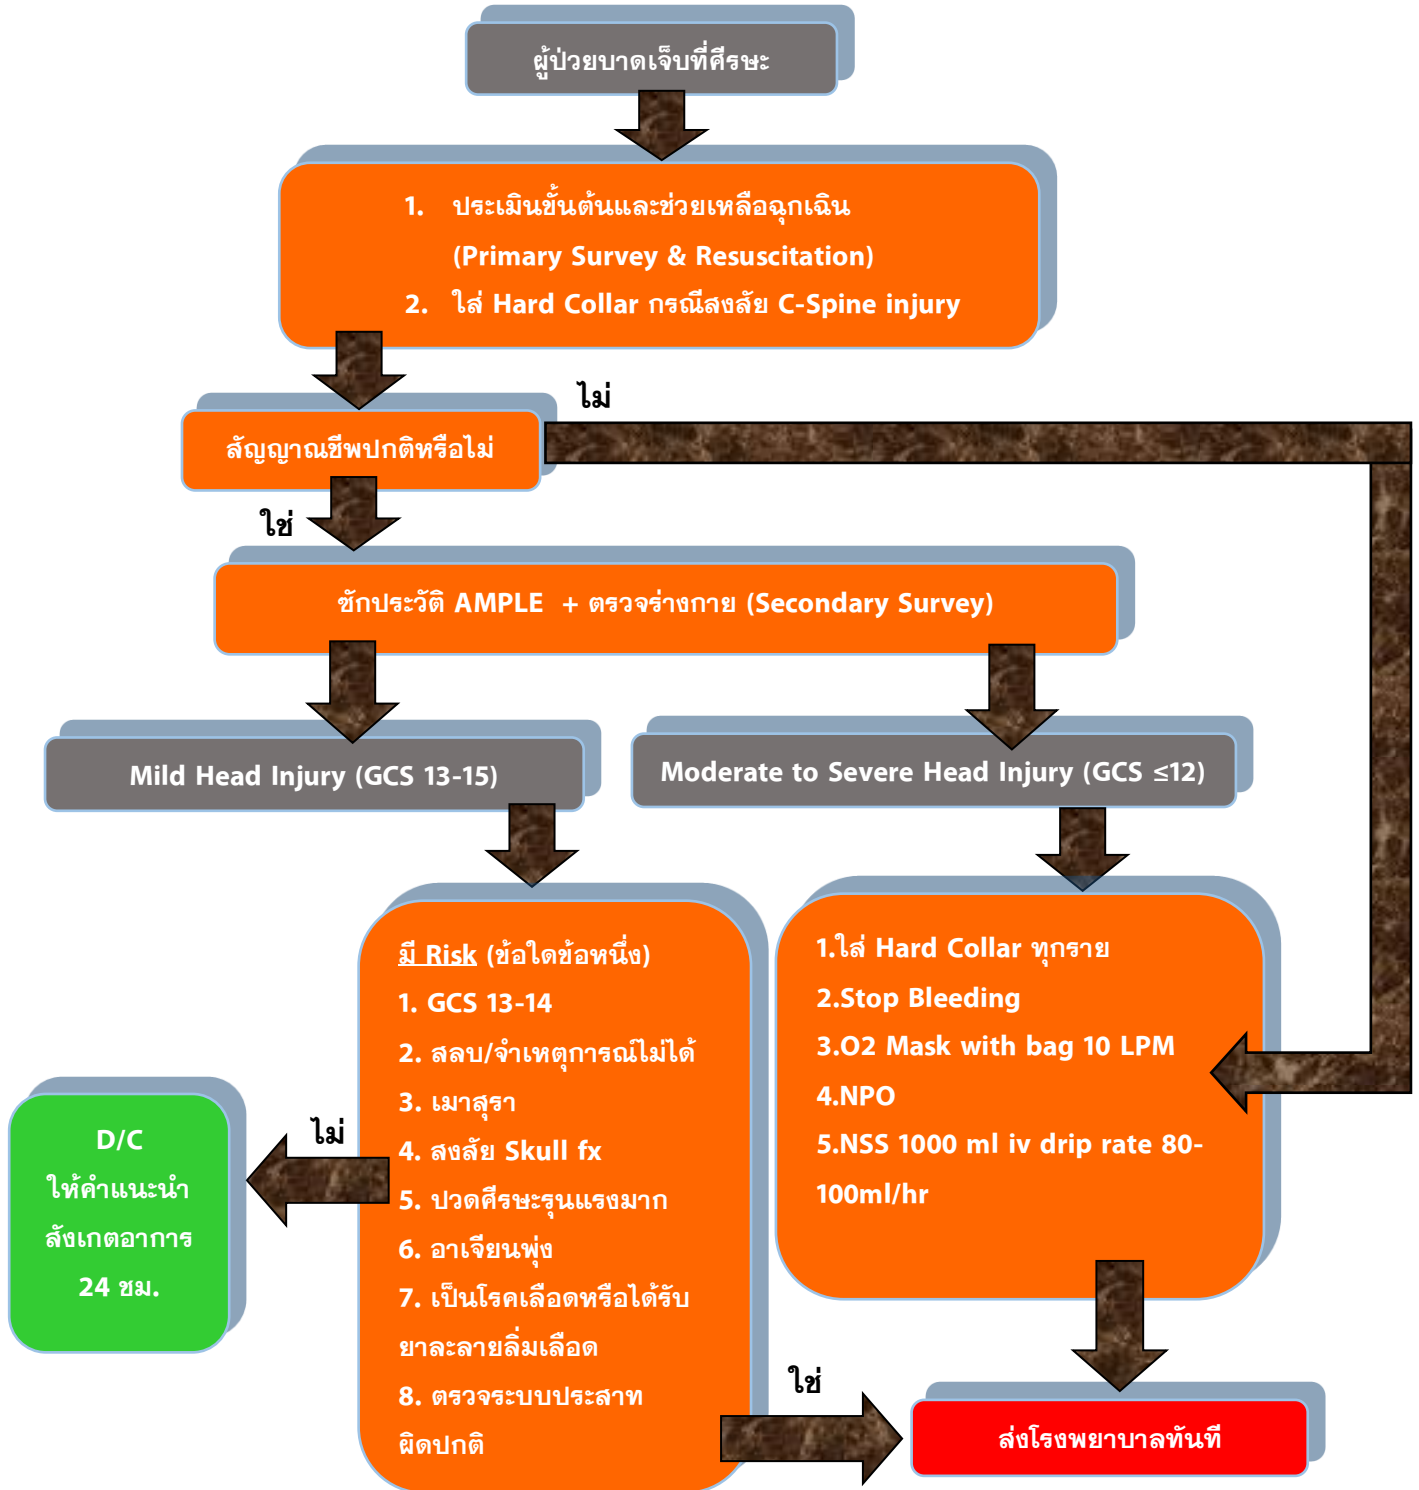 ผู้ป่วยบาดเจ็บที่ศีรษะ
1. ประเมินขั้นต้นและช่วยเหลือฉุกเฉิน
(Primary Survey & Resuscitation)
2. ใส่ Hard Collar กรณีสงสัย C-Spine injury
ไม่
สัญญาณชีพปกติหรือไม่
ใช่
ซักประวัติ AMPLE + ตรวจร่างกาย (Secondary Survey)
Mild Head Injury (GCS 13-15)
Moderate to Severe Head Injury (GCS ≤12)
มี Risk (ข้อใดข้อหนึ่ง)
1. GCS 13-14
2. สลบ/จำเหตุการณ์ไม่ได้
3. เมาสุรา
4. สงสัย Skull fx
5. ปวดศีรษะรุนแรงมาก
6. อาเจียนพุ่ง
7. เป็นโรคเลือดหรือได้รับ
ยาละลายลิ่มเลือด
8. ตรวจระบบประสาท
ผิดปกติ
1.ใส่ Hard Collar ทุกราย
2.Stop Bleeding
3.O2 Mask with bag 10 LPM
4.NPO
5.NSS 1000 ml iv drip rate 80-
100ml/hr
ไม่
D/C
ให้คำแนะนำ
สังเกตอาการ
24 ชม.
ใช่
ส่งโรงพยาบาลทันที